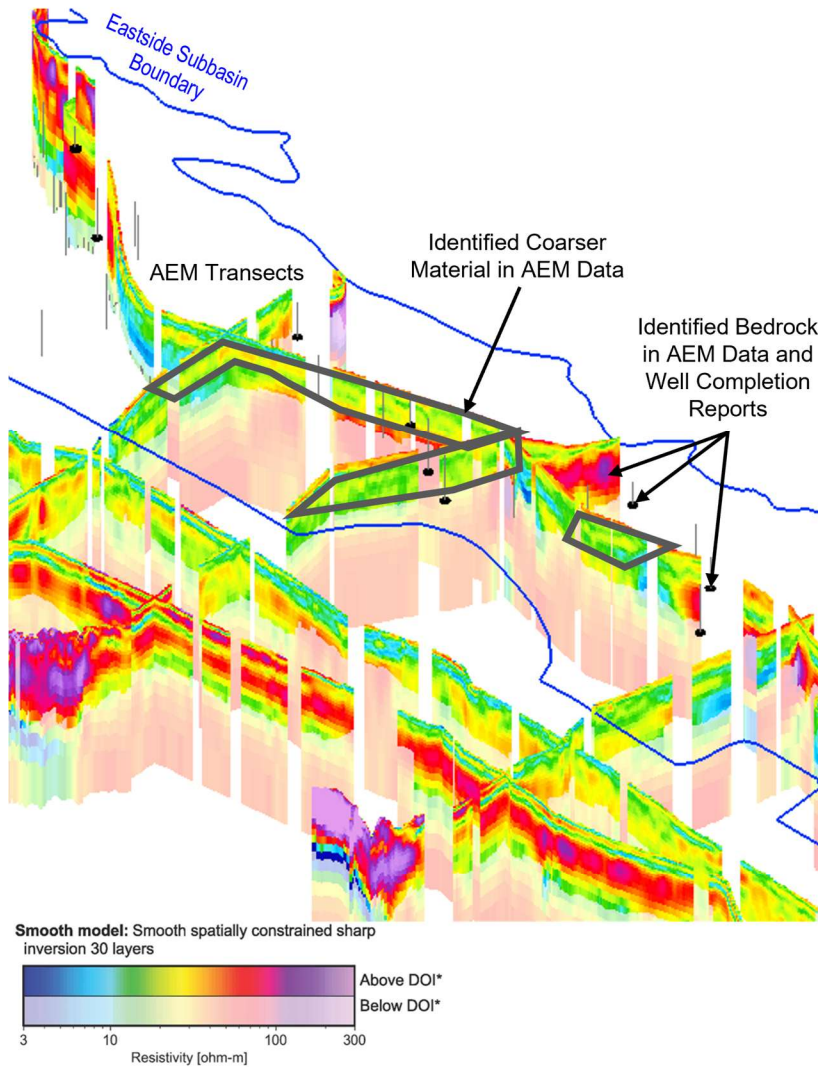 Eastside Subbasin
Boundary
AEM Transects
Identified Coarser
Material in AEM Data
Identified Bedrock
in AEM Data and
Well Completion
Reports
Smooth model: Smooth spatially constrained sharp
inversion 30 layers
Above DOI*
Below DOI*
3 10 100 300
Resistivity [ohm-m]